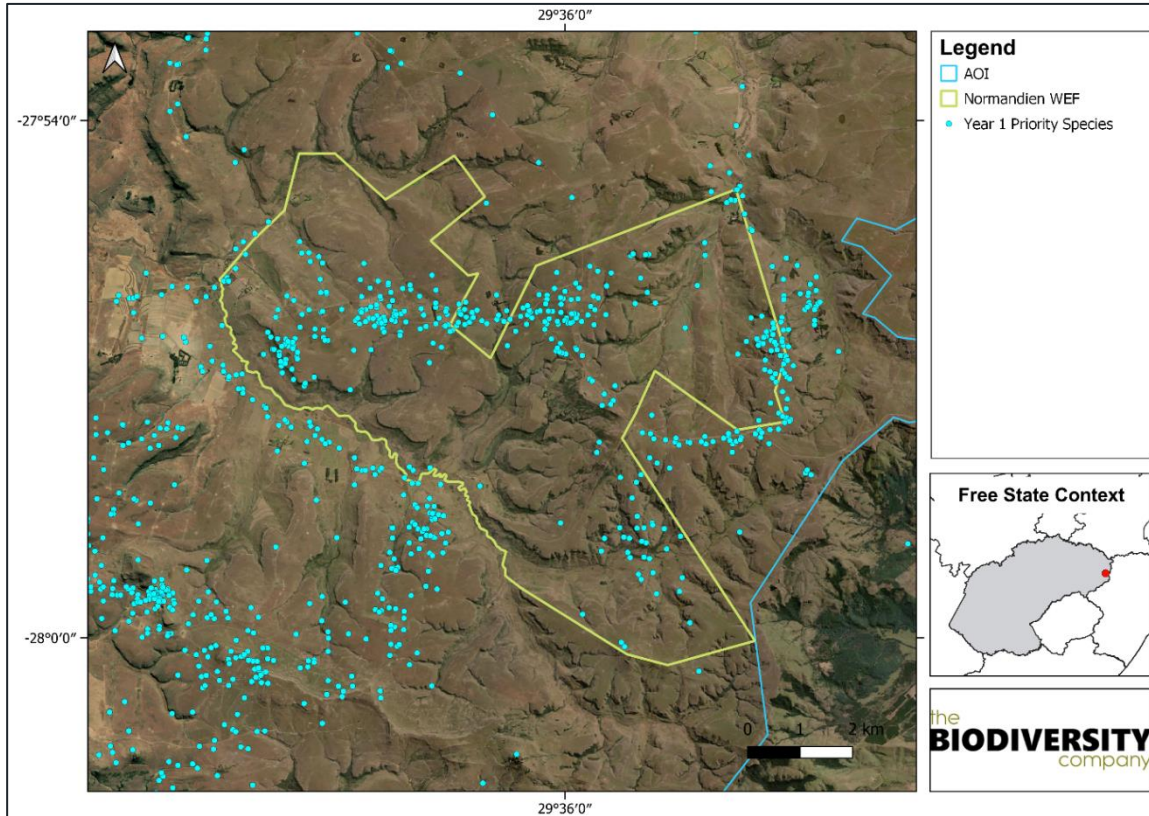 29°36′0″
-27°54′0″
-28°0′0″
0 1 2 km
29°36′0″
Legend
AOI
Normandien WEF
Year 1 Priority Species
Free State Context
the
BIODIVERSITY
company